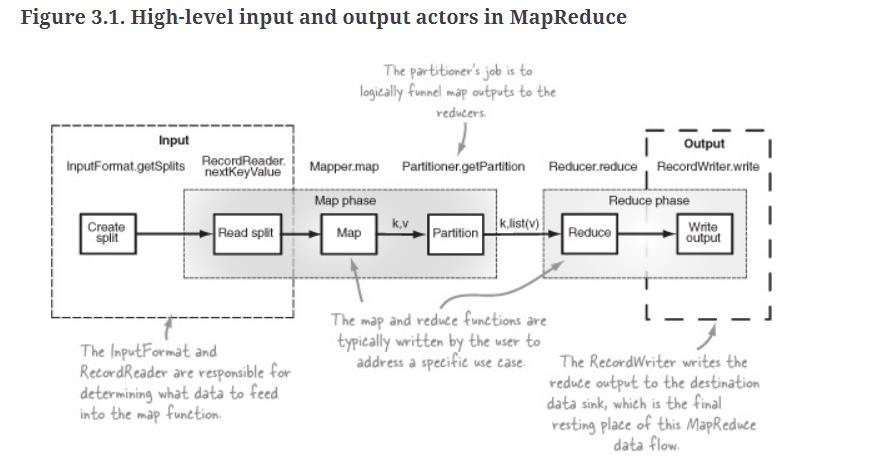 Figure 3.1. High-level input and output actors in MapReduce
The partitioner's job is to
logically funnel map outputs to the
reducers.
Input
Output
InputFormat.getSplits
RecordReader.
nextKeyValue
Mapper.map
Partitioner.getPartition
Reducer.reduce
RecordWriter.write
Map phase
Reduce phase
Create
split
Read split
Map
k,v
Partition
k,list(v)
Reduce
Write
output
The InputFormat and
RecordReader are responsible for
determining what data to feed
into the map function.
The map and reduce functions are
typically written by the user to
address a specific use case.
The RecordWriter writes the
reduce output to the destination
data sink, which is the final
resting place of this MapReduce
data flow.